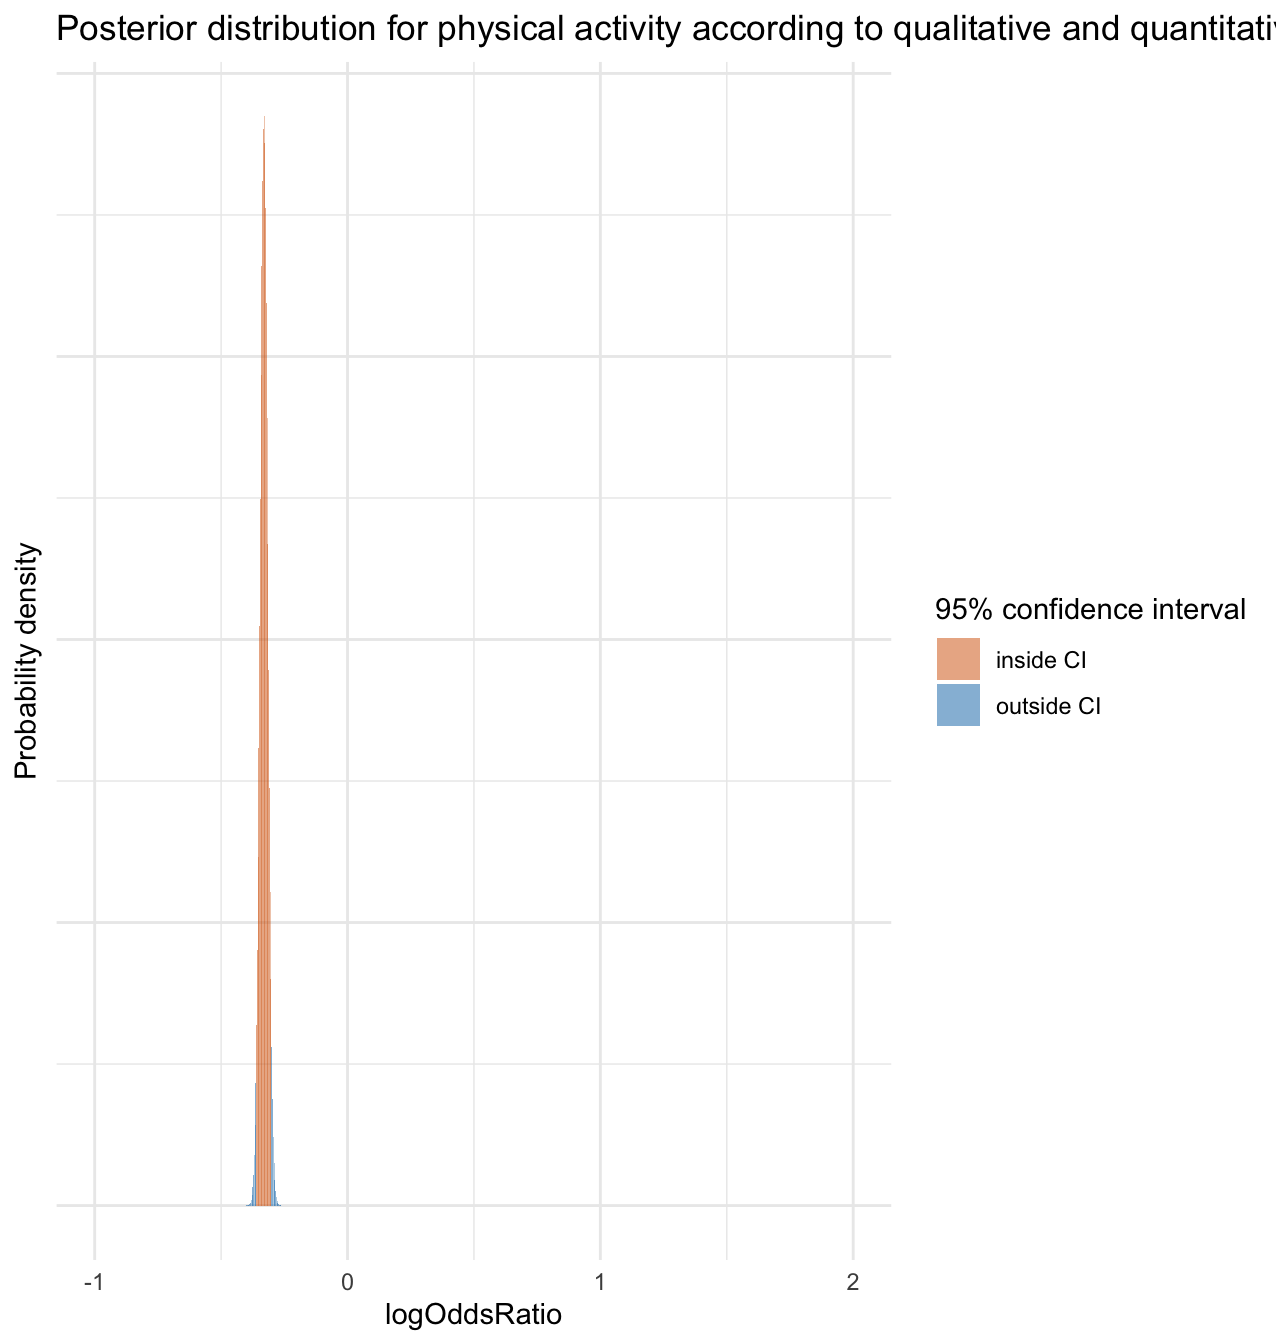 Posterior distribution for physical activity according to qualitative and quantitati
Probability density
95% confidence interval
inside CI
outside CI
-1 0 1 2
logOddsRatio